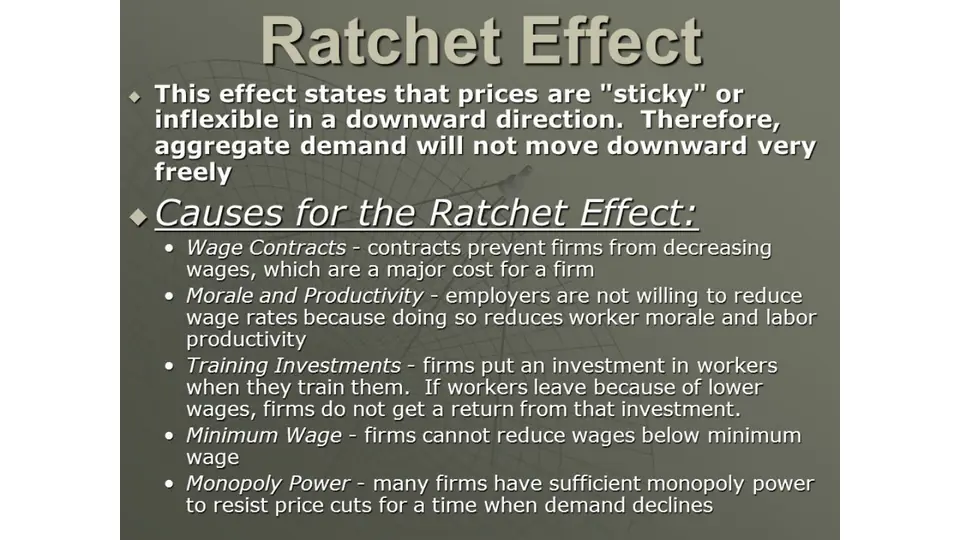 Ratchet Effect
This effect states that prices are "sticky" or
inflexible in a downward direction.  Therefore,
aggregate demand will not move downward very
freely
Causes for the Ratchet Effect:
Wage Contracts - contracts prevent firms from decreasing
wages, which are a major cost for a firm
Morale and Productivity - employers are not willing to reduce
wage rates because doing so reduces worker morale and labor
productivity
Training Investments - firms put an investment in workers
when they train them.  If workers leave because of lower
wages, firms do not get a return from that investment.
Minimum Wage - firms cannot reduce wages below minimum
wage
Monopoly Power - many firms have sufficient monopoly power
to resist price cuts for a time when demand declines